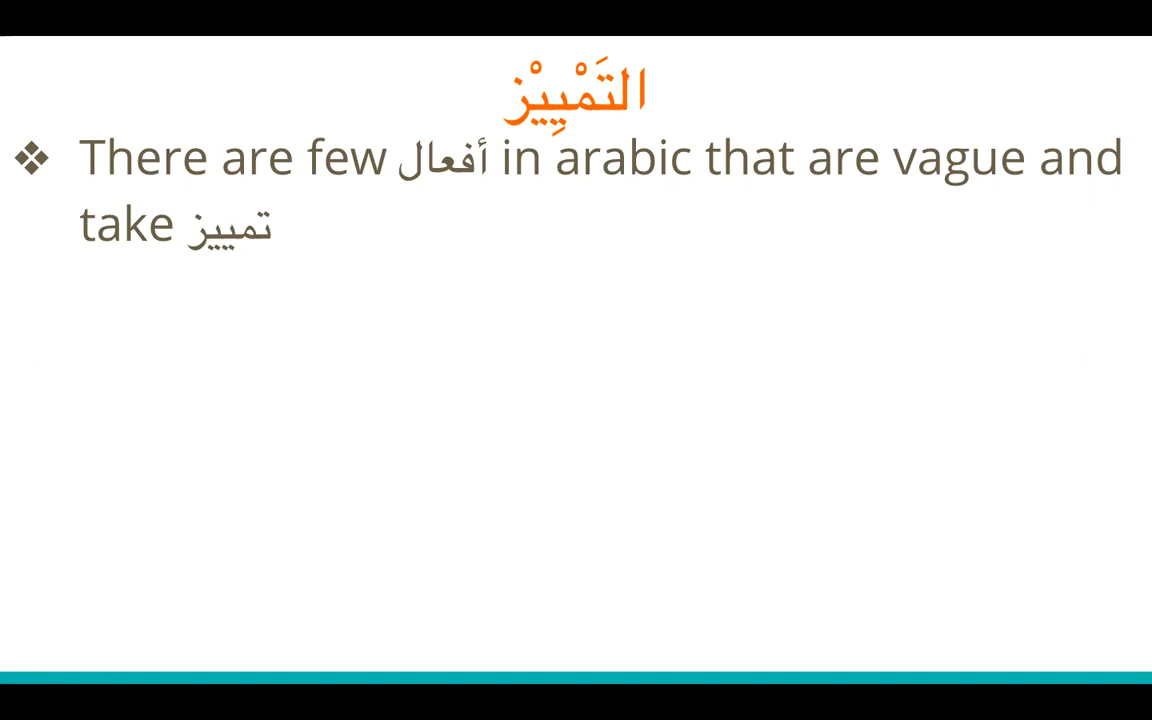 التَمْيِيْز
❖ There are few أفعال in arabic that are vague and
take تمييز